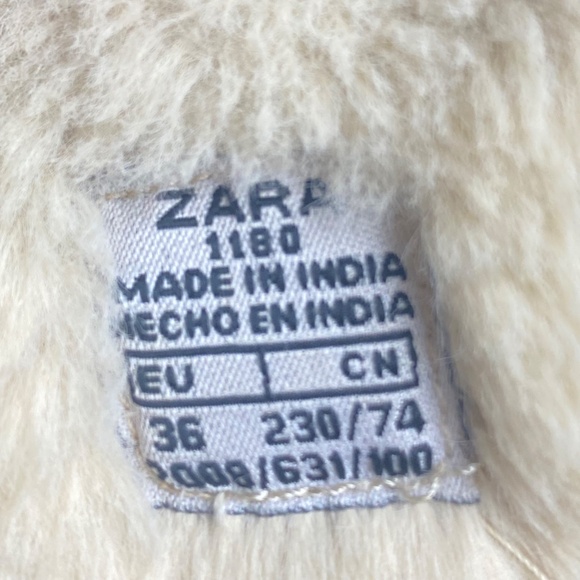 ZARA
1180
MADE IN INDIA
HECHO EN INDIA
EU CN
36 230/74
2008/631/100